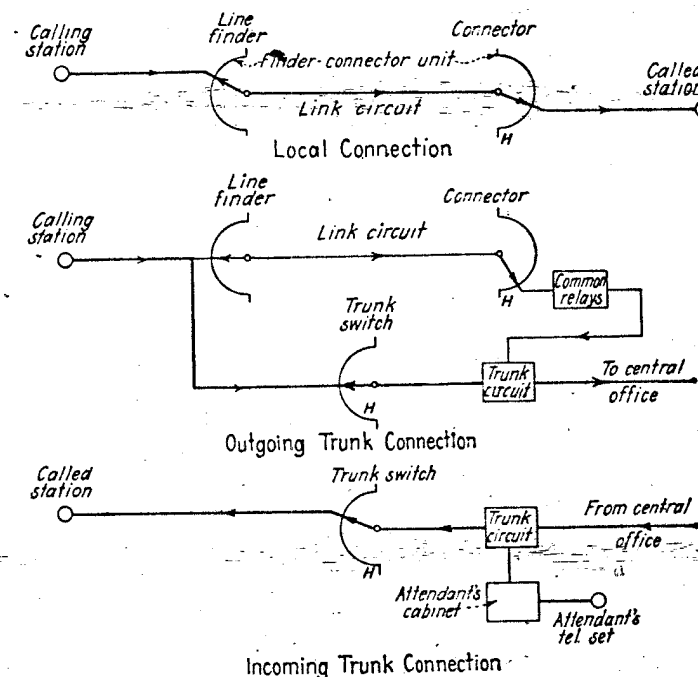 Calling
station
Line
finder
Finder-connector unit
Connector
Called
station
Link circuit
H
Local Connection
Calling
station
Line
finder
Link circuit
Connector
H
Common
relays
Trunk
switch
H
Trunk
circuit
To central
office
Outgoing Trunk Connection
Called
station
Trunk switch
H
Trunk
circuit
From central
office
Attendant's
cabinet
Attendant's
tel. set
Incoming Trunk Connection